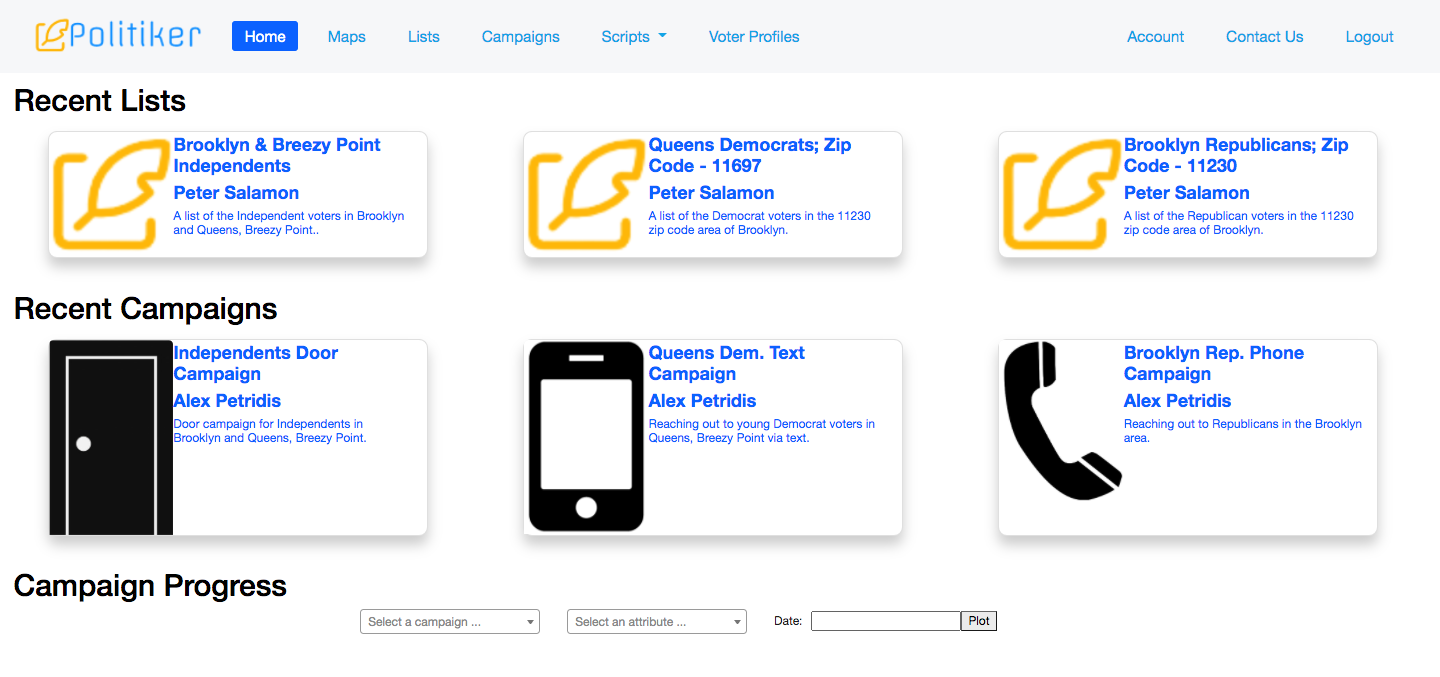 Politiker Home Maps Lists Campaigns Scripts Voter Profiles Account Contact Us Logout
Recent Lists
Brooklyn & Breezy Point
Independents
Peter Salamon
A list of the Independent voters in Brooklyn
and Queens, Breezy Point..
Queens Democrats; Zip
Code - 11697
Peter Salamon
A list of the Democrat voters in the 11230
zip code area of Brooklyn.
Brooklyn Republicans; Zip
Code - 11230
Peter Salamon
A list of the Republican voters in the 11230
zip code area of Brooklyn.
Recent Campaigns
Independents Door
Campaign
Alex Petridis
Door campaign for Independents in
Brooklyn and Queens, Breezy Point.
Queens Dem. Text
Campaign
Alex Petridis
Reaching out to young Democrat voters in
Queens, Breezy Point via text.
Brooklyn Rep. Phone
Campaign
Alex Petridis
Reaching out to Republicans in the Brooklyn
area.
Campaign Progress
Select a campaign ... Select an attribute ... Date: Plot